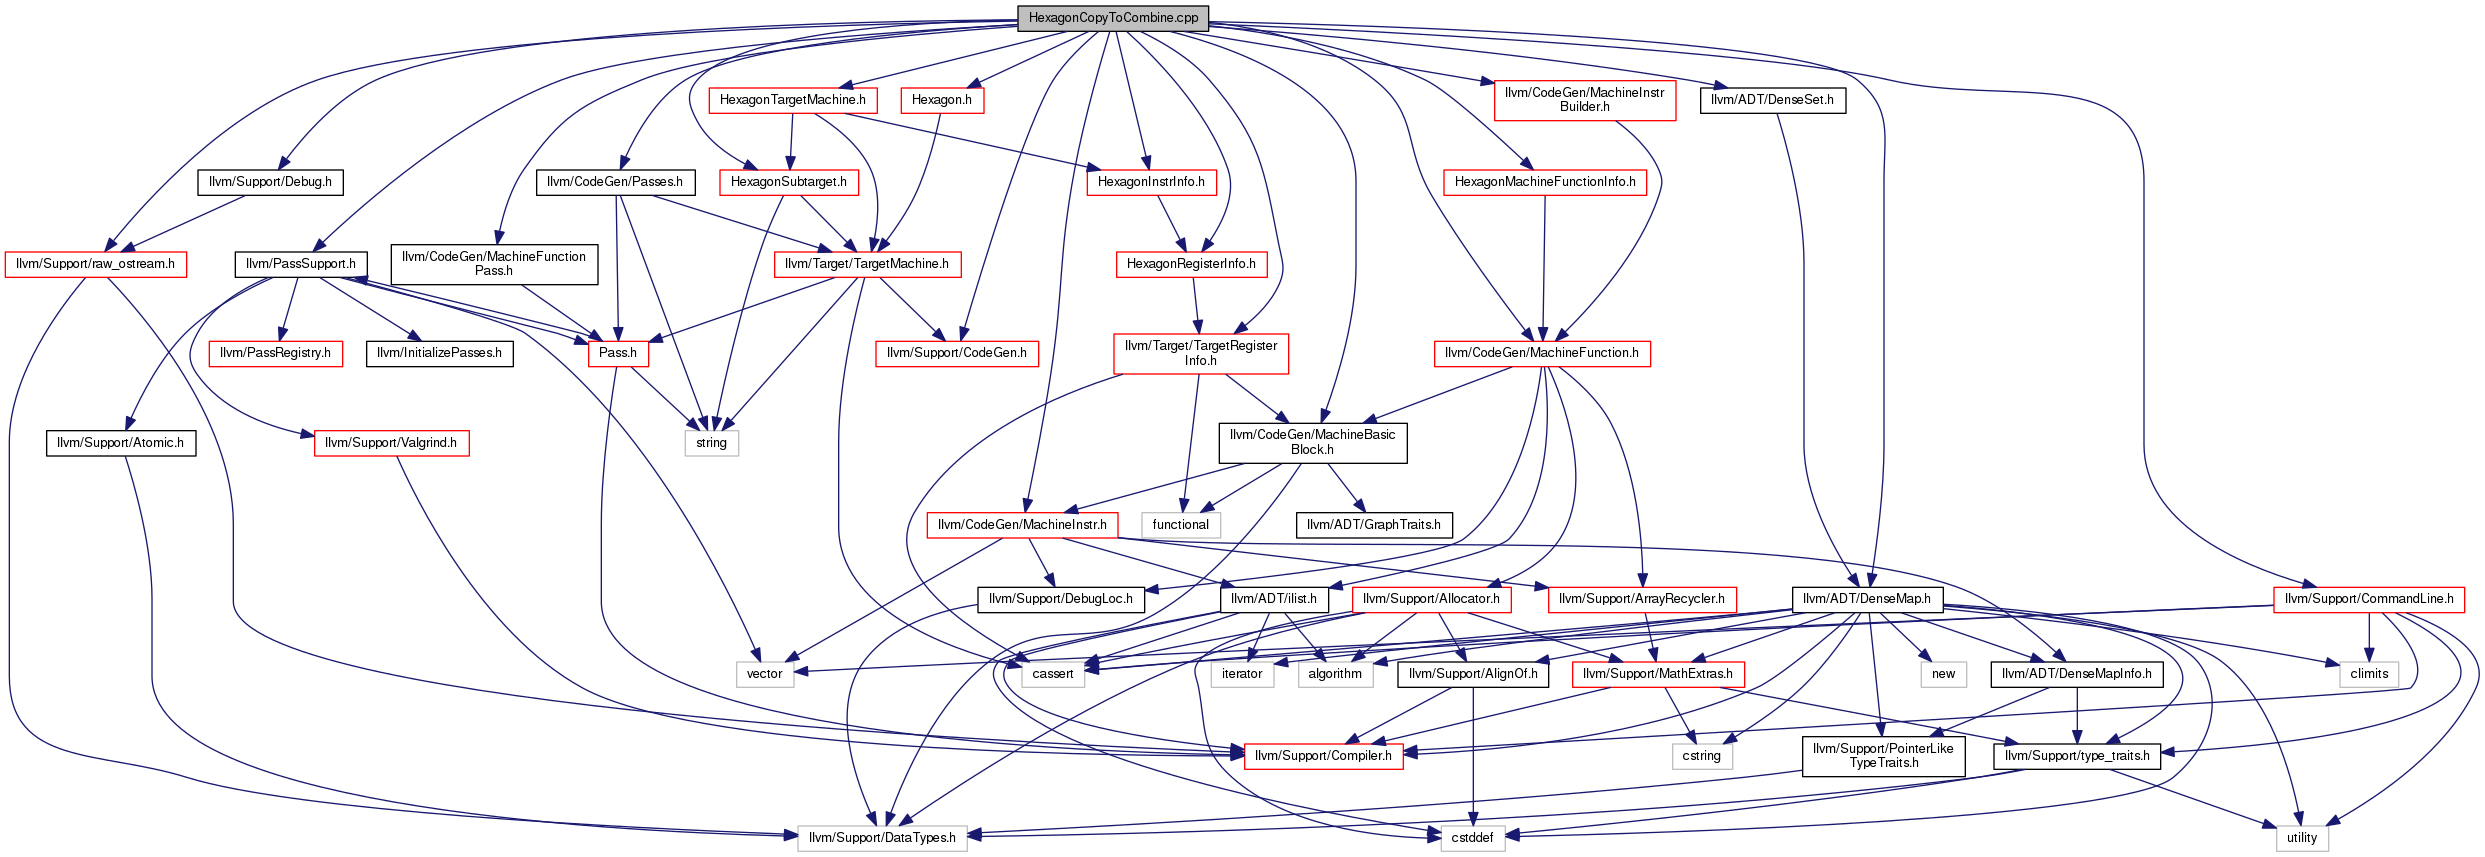 HexagonCopyToCombine.cpp
HexagonTargetMachine.h
Hexagon.h
llvm/CodeGen/MachineInstr
Builder.h
llvm/ADT/DenseSet.h
llvm/Support/Debug.h
llvm/CodeGen/Passes.h
HexagonSubtarget.h
HexagonInstrInfo.h
HexagonMachineFunctionInfo.h
llvm/Support/raw_ostream.h
llvm/PassSupport.h
llvm/CodeGen/MachineFunction
Pass.h
llvm/Target/TargetMachine.h
HexagonRegisterInfo.h
llvm/PassRegistry.h
llvm/InitializePasses.h
Pass.h
llvm/Support/CodeGen.h
llvm/Target/TargetRegister
Info.h
llvm/CodeGen/MachineFunction.h
llvm/Support/Atomic.h
llvm/Support/Valgrind.h
string
llvm/CodeGen/MachineBasic
Block.h
llvm/CodeGen/MachineInstr.h
functional
llvm/ADT/GraphTraits.h
llvm/Support/DebugLoc.h
llvm/ADT/ilist.h
llvm/Support/Allocator.h
llvm/Support/ArrayRecycler.h
llvm/ADT/DenseMap.h
llvm/Support/CommandLine.h
vector
cassert
iterator
algorithm
llvm/Support/AlignOf.h
llvm/Support/MathExtras.h
new
llvm/ADT/DenseMapInfo.h
climits
llvm/Support/Compiler.h
cstring
llvm/Support/PointerLike
TypeTraits.h
llvm/Support/type_traits.h
llvm/Support/DataTypes.h
cstddef
utility